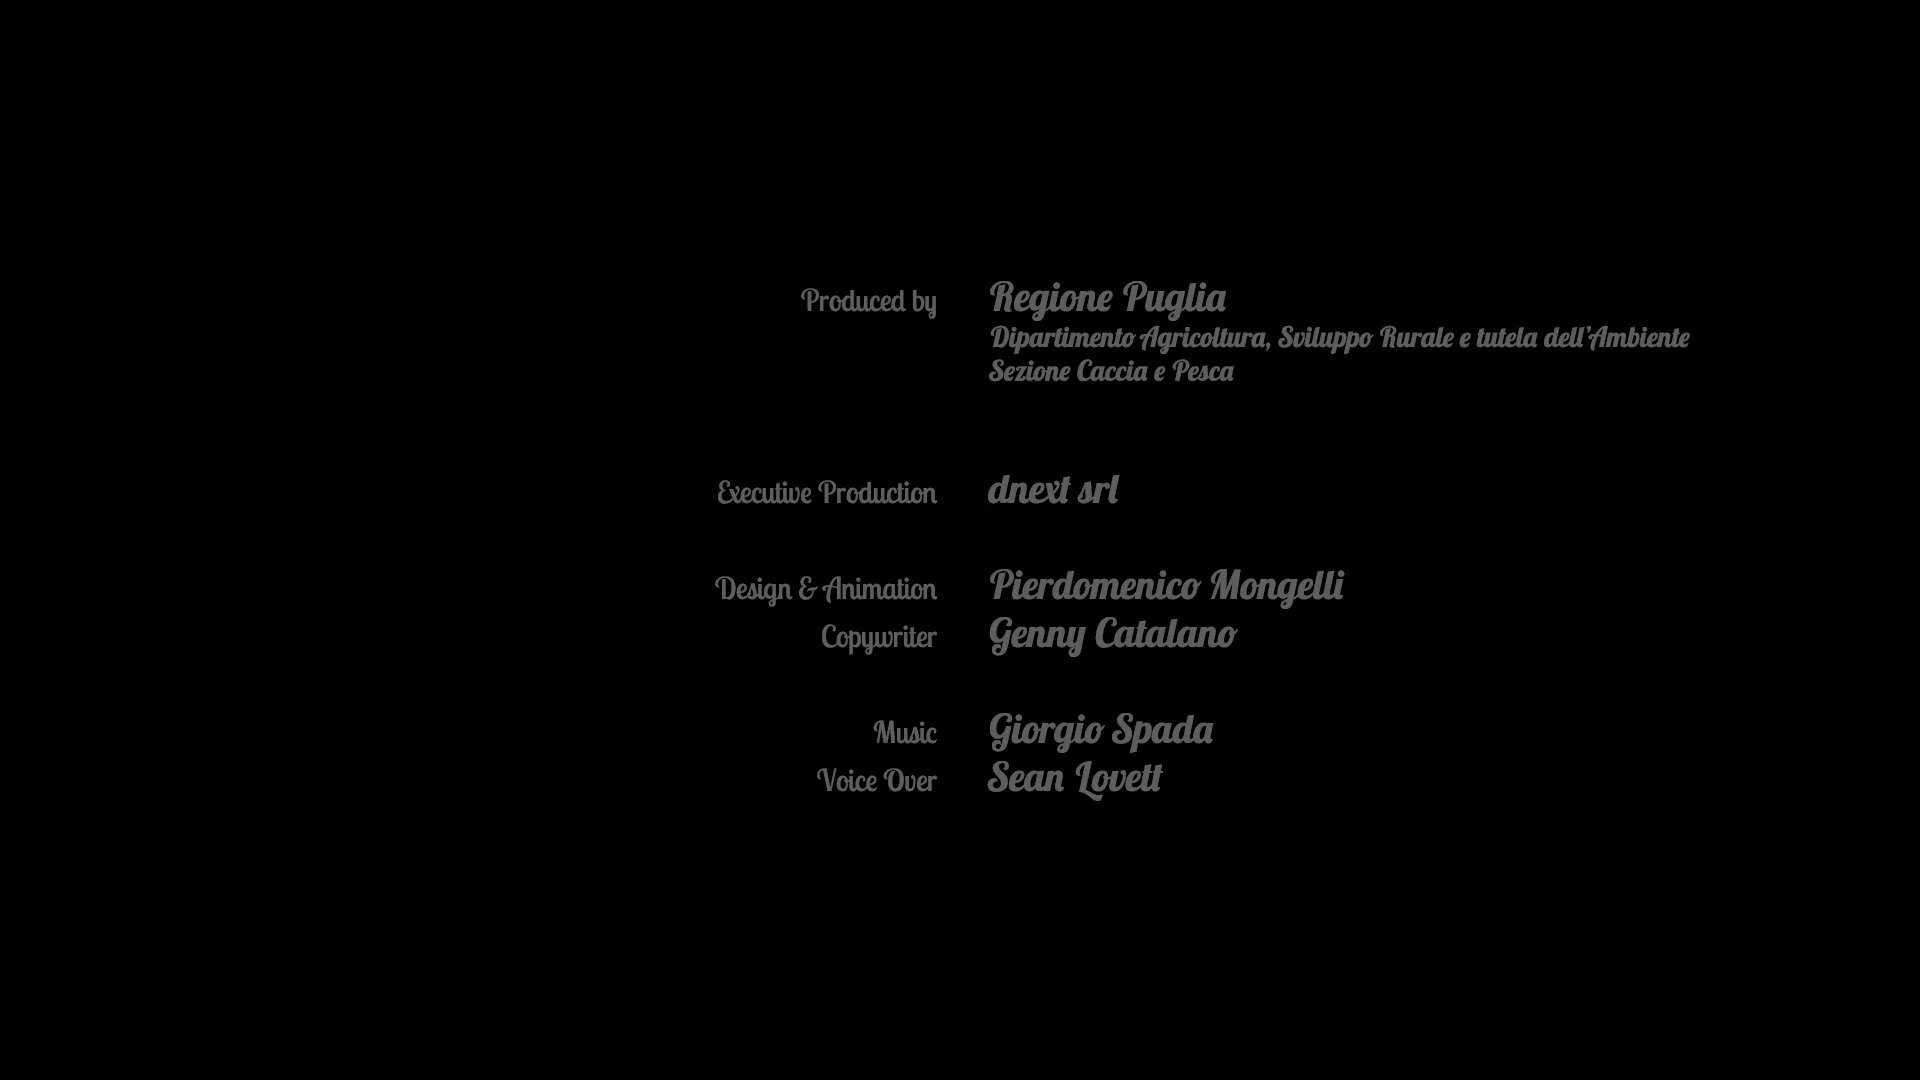 Produced by Regione Puglia
Dipartimento Agricoltura, Sviluppo Rurale e tutela dell'Ambiente
Sezione Caccia e Pesca
Executive Production dnext srl
Design & Animation Pierdomenico Mongelli
Copywriter Genny Catalano
Music Giorgio Spada
Voice Over Sean Lovett